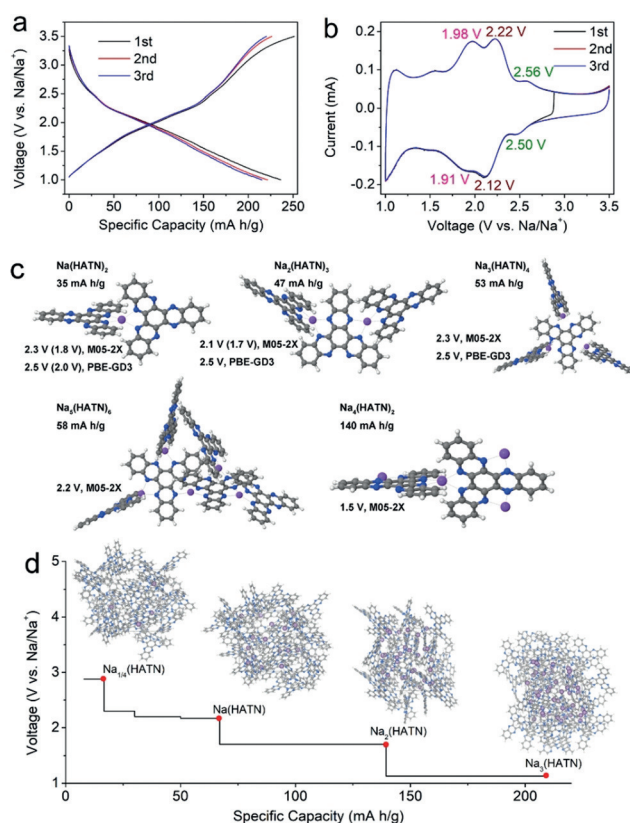 a
1st
2nd
3rd
3.5
3.0
2.5
2.0
1.5
1.0
Voltage (V vs. Na/Na⁺)
0 50 100 150 200 250
Specific Capacity (mA h/g)
b
1st
2nd
3rd
1.98 V
2.22 V
2.56 V
2.50 V
1.91 V
2.12 V
0.2
0.1
0.0
-0.1
-0.2
Current (mA)
1.0 1.5 2.0 2.5 3.0 3.5
Voltage (V vs. Na/Na⁺)
c
Na(HATN)₂
35 mA h/g
2.3 V (1.8 V), M05-2X
2.5 V (2.0 V), PBE-GD3
Na₂(HATN)₃
47 mA h/g
2.1 V (1.7 V), M05-2X
2.5 V, PBE-GD3
Na₃(HATN)₄
53 mA h/g
2.3 V, M05-2X
2.5 V, PBE-GD3
Na₅(HATN)₆
58 mA h/g
2.2 V, M05-2X
Na₄(HATN)₂
140 mA h/g
1.5 V, M05-2X
d
5
4
3
2
1
Voltage (V vs. Na/Na⁺)
Na₁/₄(HATN)
Na(HATN)
Na₂(HATN)
Na₃(HATN)
50 100 150 200
Specific Capacity (mA h/g)